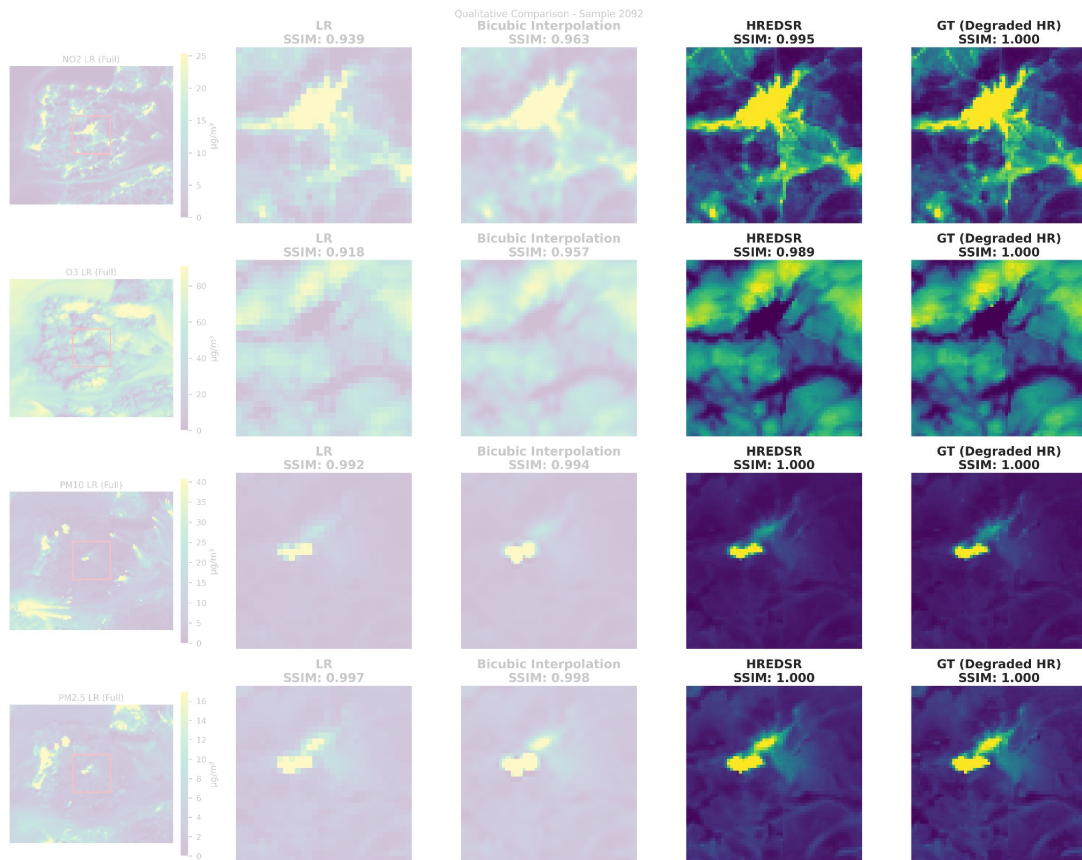 Qualitative Comparison - Sample 2092
NO2 LR (Full)
25
20
15
10
5
0
µg/m³
LR
SSIM: 0.939
Bicubic Interpolation
SSIM: 0.963
HREDSR
SSIM: 0.995
GT (Degraded HR)
SSIM: 1.000
O3 LR (Full)
80
60
40
20
0
µg/m³
LR
SSIM: 0.918
Bicubic Interpolation
SSIM: 0.957
HREDSR
SSIM: 0.989
GT (Degraded HR)
SSIM: 1.000
PM10 LR (Full)
40
35
30
25
20
15
10
5
0
µg/m³
LR
SSIM: 0.992
Bicubic Interpolation
SSIM: 0.994
HREDSR
SSIM: 1.000
GT (Degraded HR)
SSIM: 1.000
PM2.5 LR (Full)
16
14
12
10
8
6
4
2
0
µg/m³
LR
SSIM: 0.997
Bicubic Interpolation
SSIM: 0.998
HREDSR
SSIM: 1.000
GT (Degraded HR)
SSIM: 1.000